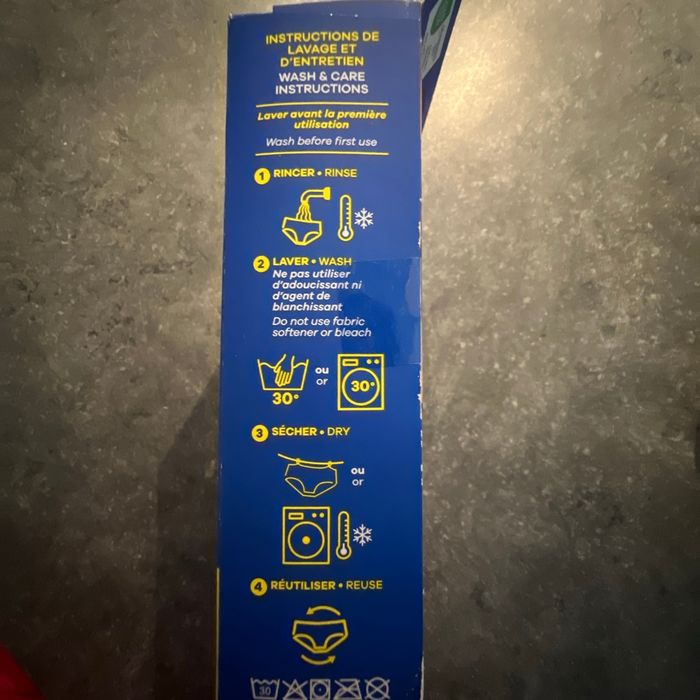 INSTRUCTIONS DE
LAVAGE ET
D'ENTRETIEN
WASH & CARE
INSTRUCTIONS
Laver avant la première
utilisation
Wash before first use
1 RINCER • RINSE
2 LAVER • WASH
Ne pas utiliser
d'adoucissant ni
d'agent de
blanchissant
Do not use fabric
softener or bleach
30° ou or 30°
3 SÉCHER • DRY
ou
or
4 RÉUTILISER • REUSE
30